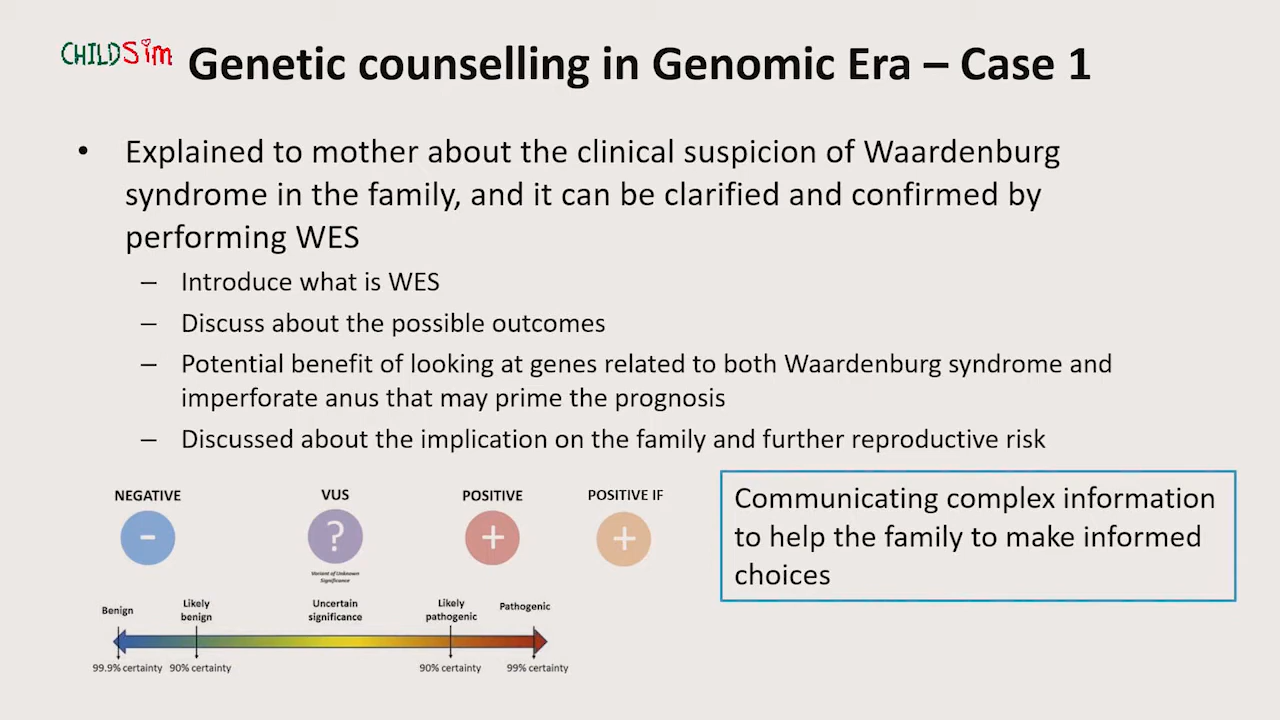 CHILDSim
Genetic counselling in Genomic Era – Case 1
• Explained to mother about the clinical suspicion of Waardenburg
syndrome in the family, and it can be clarified and confirmed by
performing WES
– Introduce what is WES
– Discuss about the possible outcomes
– Potential benefit of looking at genes related to both Waardenburg syndrome and
imperforate anus that may prime the prognosis
– Discussed about the implication on the family and further reproductive risk
NEGATIVE VUS POSITIVE POSITIVE IF
- ? + +
Variant of Unknown
Significance
Benign Likely
benign Uncertain
significance Likely
pathogenic Pathogenic
99.9% certainty 90% certainty 90% certainty 99% certainty
Communicating complex information
to help the family to make informed
choices